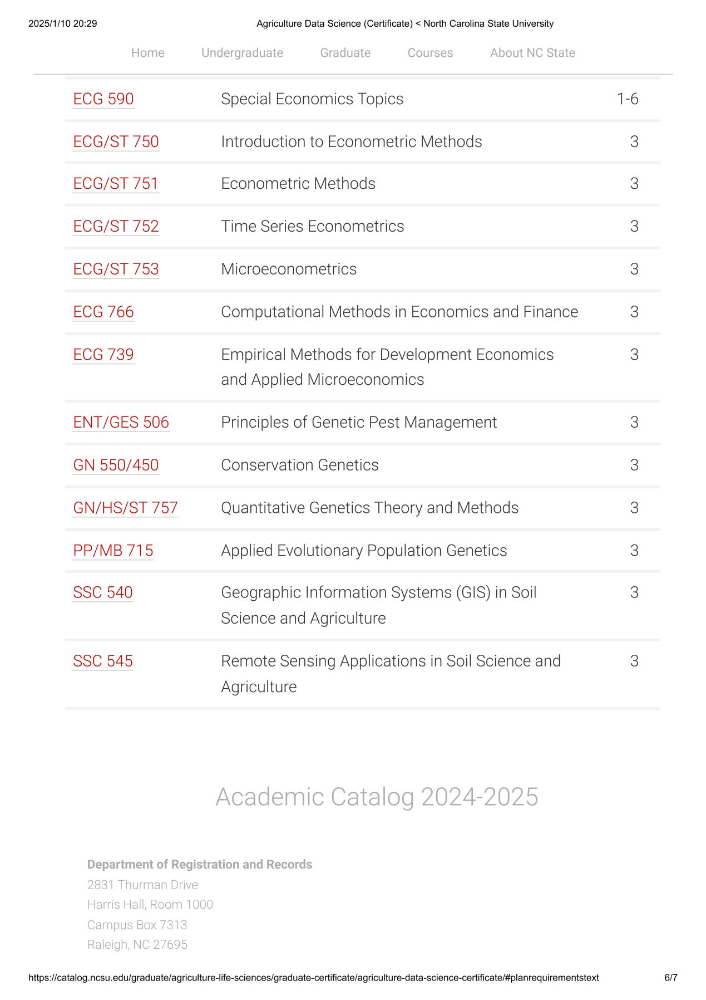 2025/1/10 20:29 Agriculture Data Science (Certificate) < North Carolina State University
Home Undergraduate Graduate Courses About NC State
ECG 590 Special Economics Topics 1-6
ECG/ST 750 Introduction to Econometric Methods 3
ECG/ST 751 Econometric Methods 3
ECG/ST 752 Time Series Econometrics 3
ECG/ST 753 Microeconometrics 3
ECG 766 Computational Methods in Economics and Finance 3
ECG 739 Empirical Methods for Development Economics 3
and Applied Microeconomics
ENT/GES 506 Principles of Genetic Pest Management 3
GN 550/450 Conservation Genetics 3
GN/HS/ST 757 Quantitative Genetics Theory and Methods 3
PP/MB 715 Applied Evolutionary Population Genetics 3
SSC 540 Geographic Information Systems (GIS) in Soil 3
Science and Agriculture
SSC 545 Remote Sensing Applications in Soil Science and 3
Agriculture
Academic Catalog 2024-2025
Department of Registration and Records
2831 Thurman Drive
Harris Hall, Room 1000
Campus Box 7313
Raleigh, NC 27695
https://catalog.ncsu.edu/graduate/agriculture-life-sciences/graduate-certificate/agriculture-data-science-certificate/#planrequirementstext 6/7